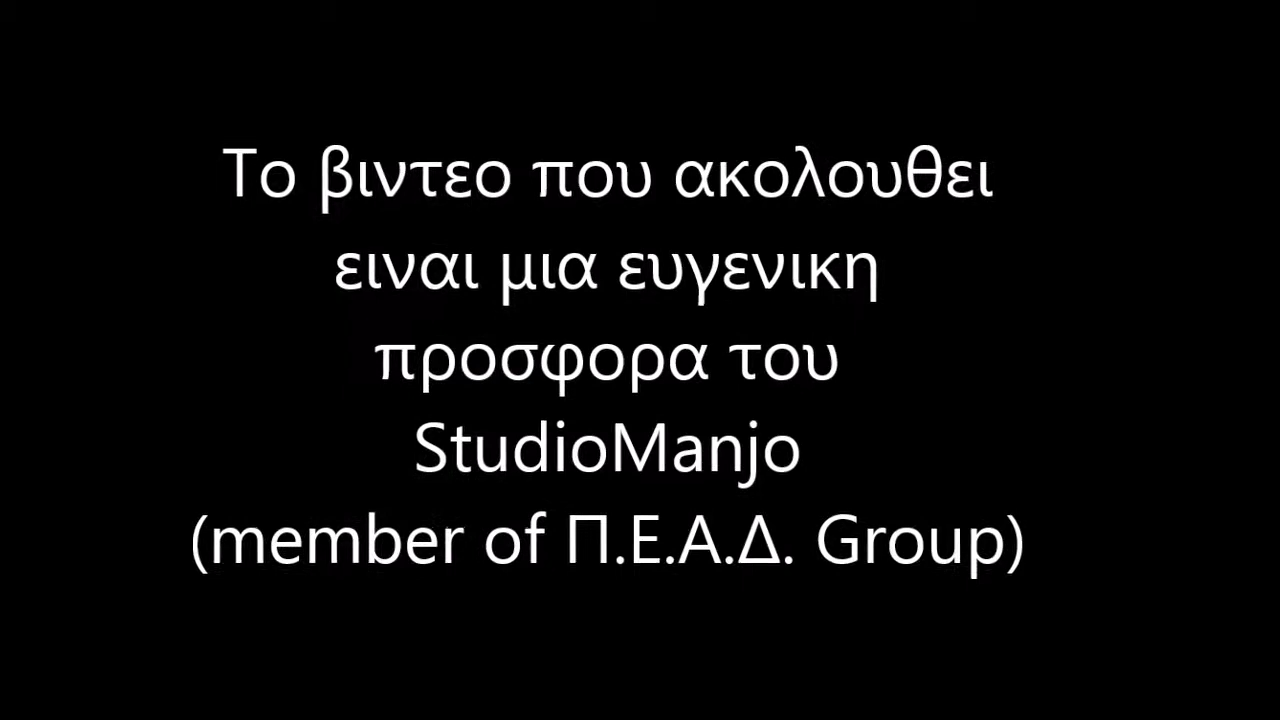 Το βιντεο που ακολουθει
ειναι μια ευγενικη
προσφορα του
StudioManjo
(member of Π.Ε.Α.Δ. Group)